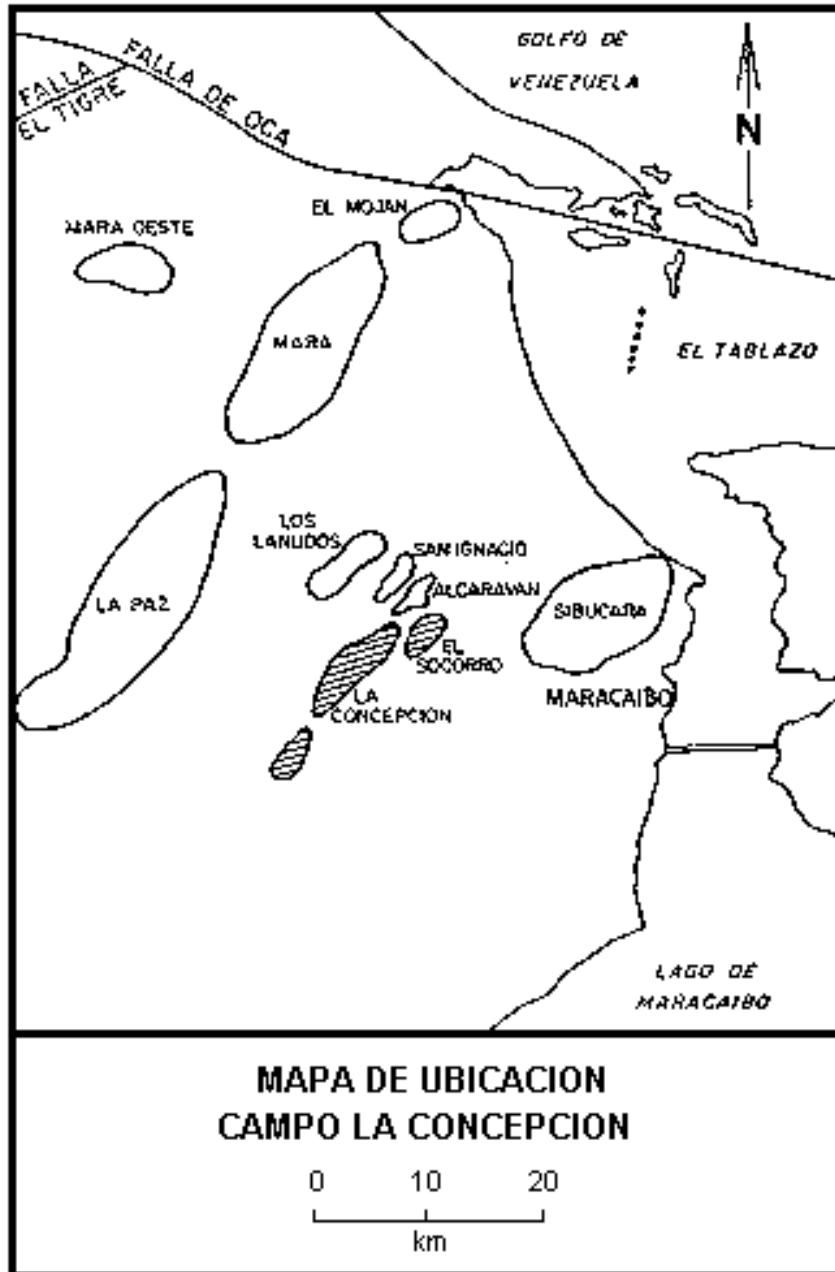 GOLFO DE
VENEZUELA
FALLA DE OCA
FALLA
EL TIGRE
N
EL MOJAN
MARA OESTE
MARA
EL TABLAZO
LOS
LANUDOS
SAN IGNACIO
ALCARAVAN
LA PAZ
SIBUCARA
EL
SOCORRO
LA
CONCEPCION
MARACAIBO
LAGO DE
MARACAIBO
MAPA DE UBICACION
CAMPO LA CONCEPCION
0 10 20
km